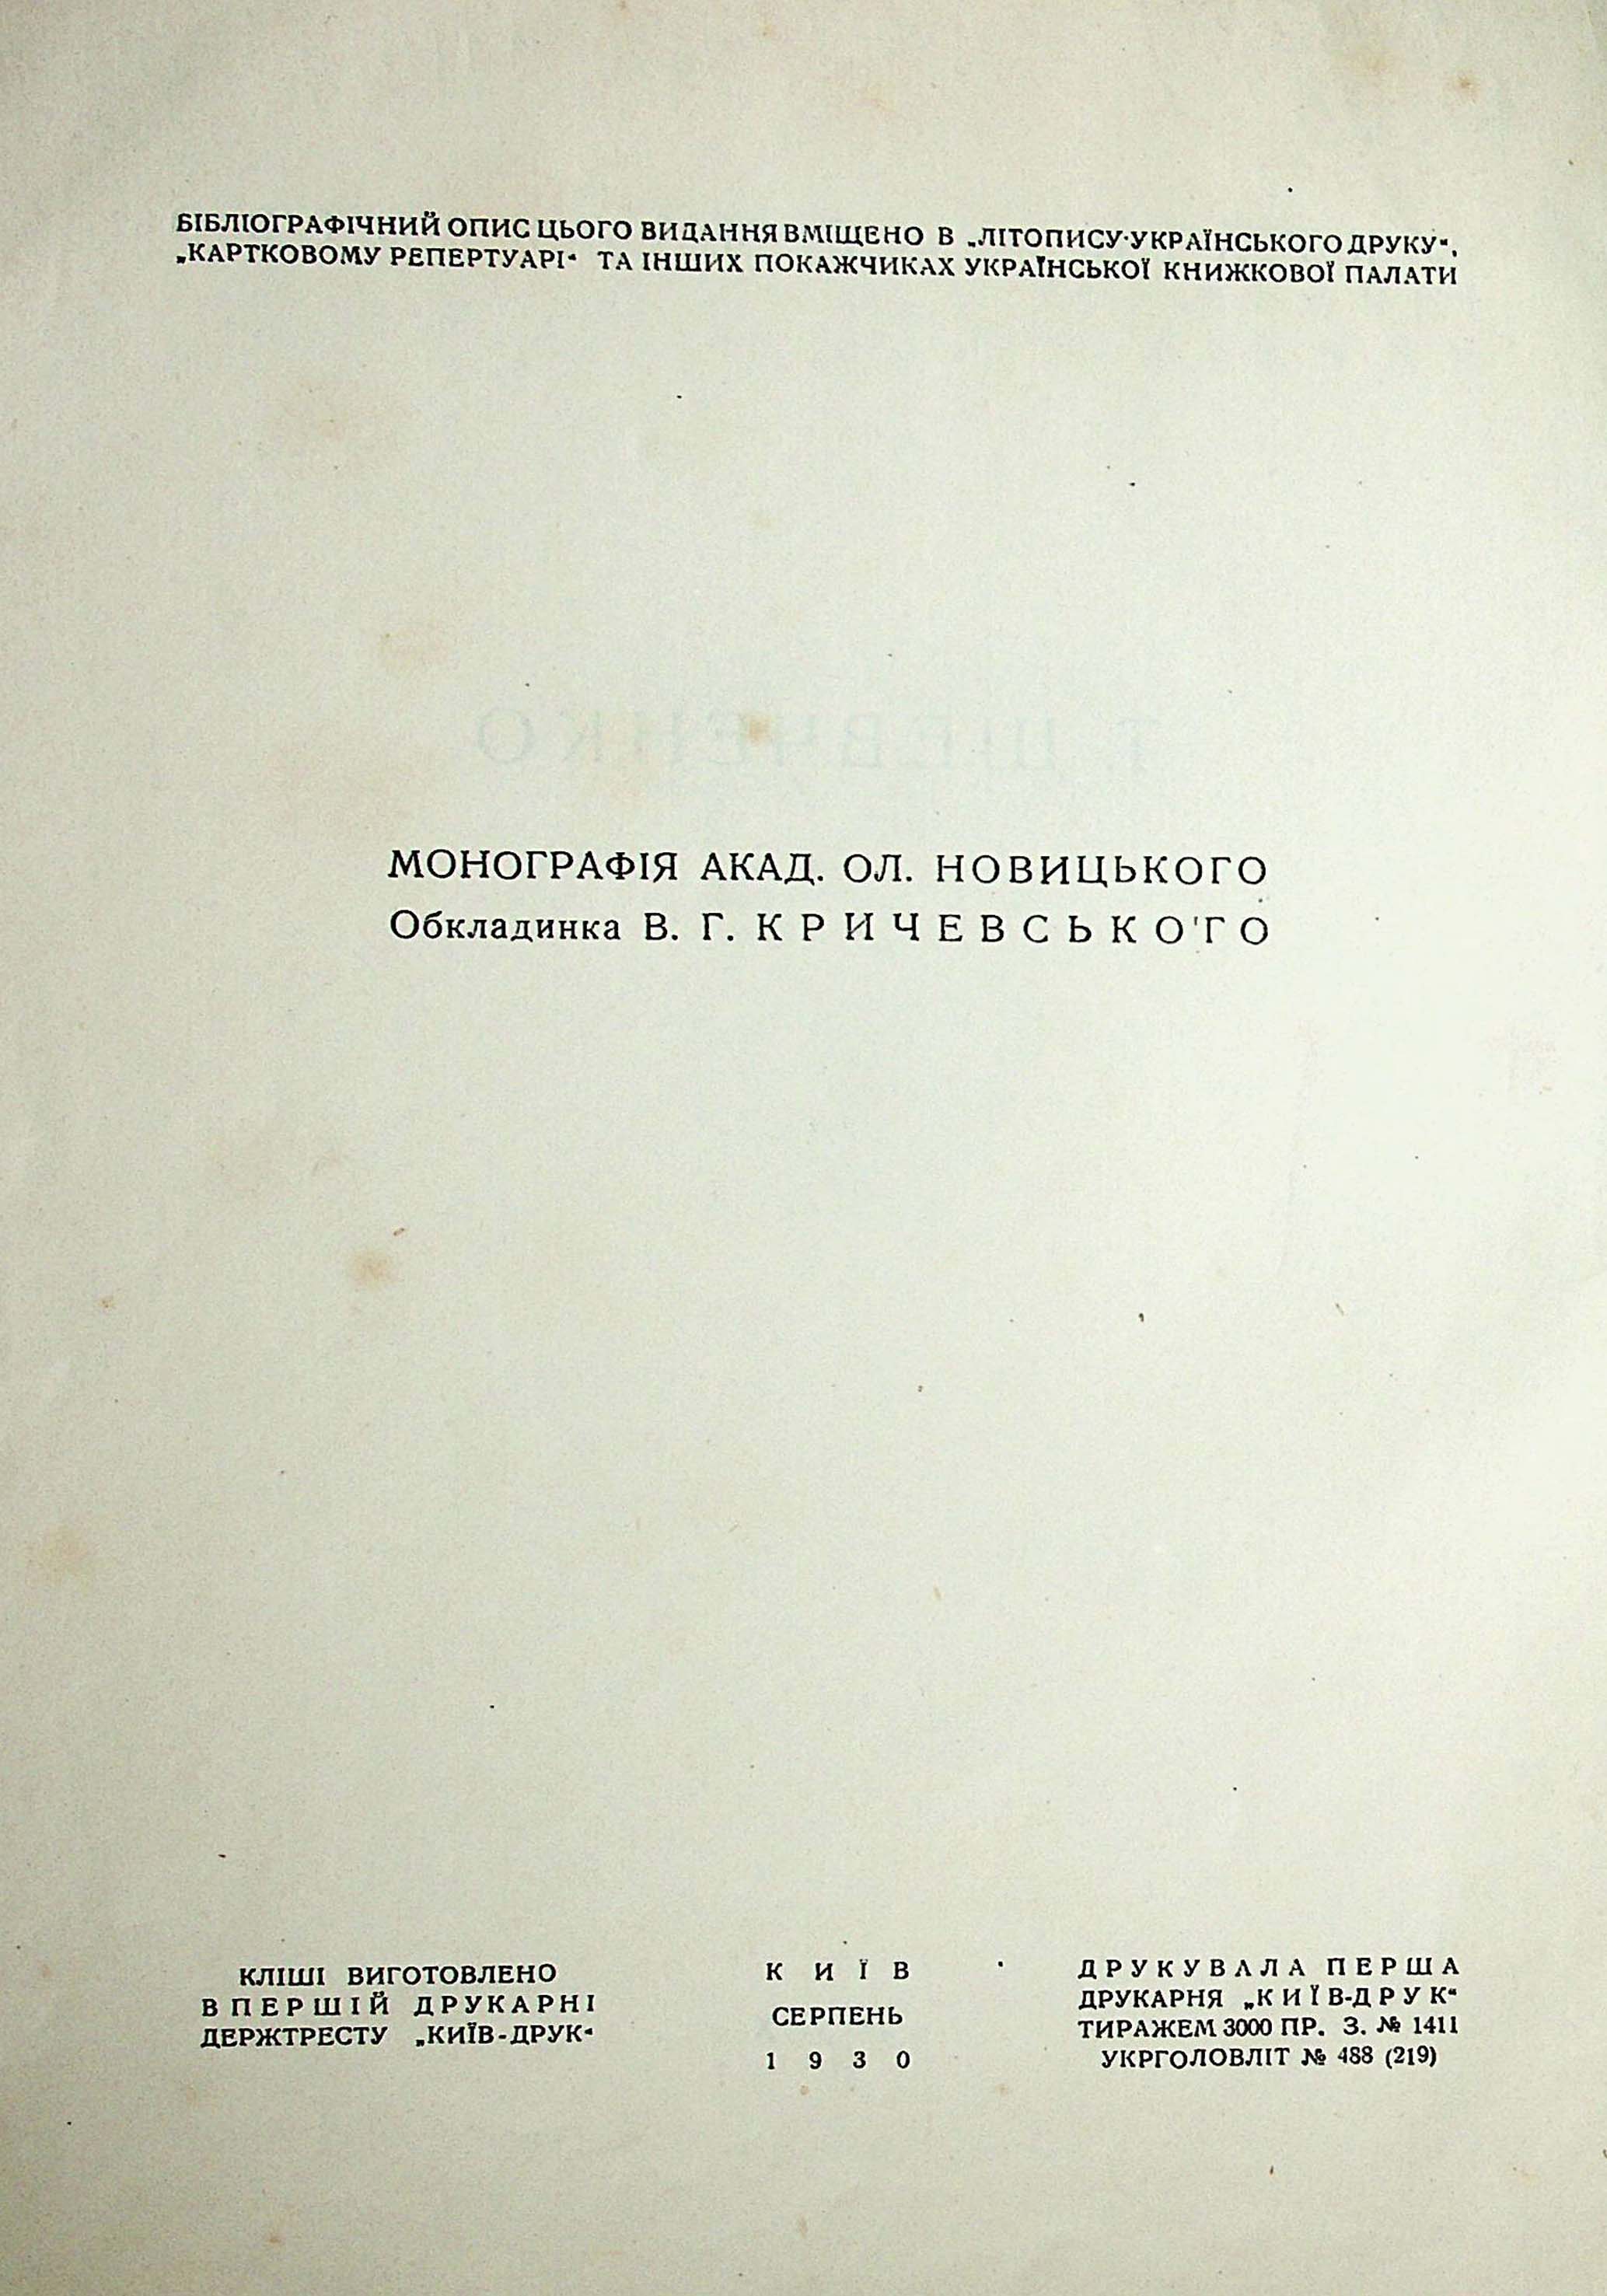 БІБЛІОГРАФІЧНИЙ ОПИС ЦЬОГО ВИДАННЯ ВМІЩЕНО В „ЛІТОПИСУ УКРАЇНСЬКОГО ДРУКУ“,
„КАРТКОВОМУ РЕПЕРТУАРІ“ ТА ІНШИХ ПОКАЖЧИКАХ УКРАЇНСЬКОЇ КНИЖКОВОЇ ПАЛАТИ
МОНОГРАФІЯ АКАД. ОЛ. НОВИЦЬКОГО
Обкладинка В. Г. КРИЧЕВСЬКОГО
КЛІШІ ВИГОТОВЛЕНО
В ПЕРШІЙ ДРУКАРНІ
ДЕРЖТРЕСТУ „КИЇВ-ДРУК“
КИЇВ
СЕРПЕНЬ
1930
ДРУКУВАЛА ПЕРША
ДРУКАРНЯ „КИЇВ-ДРУК“
ТИРАЖЕМ 3000 ПР. З. № 1411
УКРГОЛОВЛІТ № 488 (219)